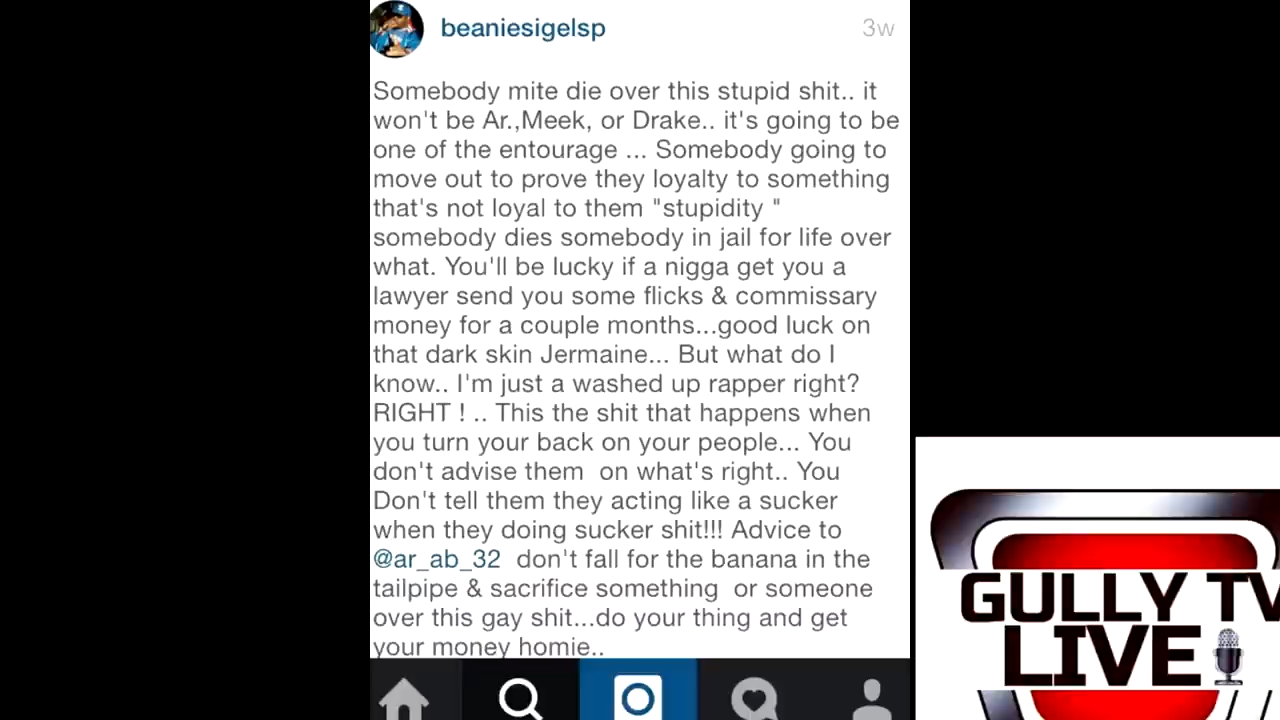 beaniesigelsp
3w
Somebody mite die over this stupid shit.. it
won't be Ar.,Meek, or Drake.. it's going to be
one of the entourage ... Somebody going to
move out to prove they loyalty to something
that's not loyal to them "stupidity "
somebody dies somebody in jail for life over
what. You'll be lucky if a nigga get you a
lawyer send you some flicks & commissary
money for a couple months...good luck on
that dark skin Jermaine... But what do I
know.. I'm just a washed up rapper right?
RIGHT ! .. This the shit that happens when
you turn your back on your people... You
don't advise them  on what's right.. You
Don't tell them they acting like a sucker
when they doing sucker shit!!! Advice to
@ar_ab_32  don't fall for the banana in the
tailpipe & sacrifice something  or someone
over this gay shit...do your thing and get
your money homie..
GULLY TV
LIVE